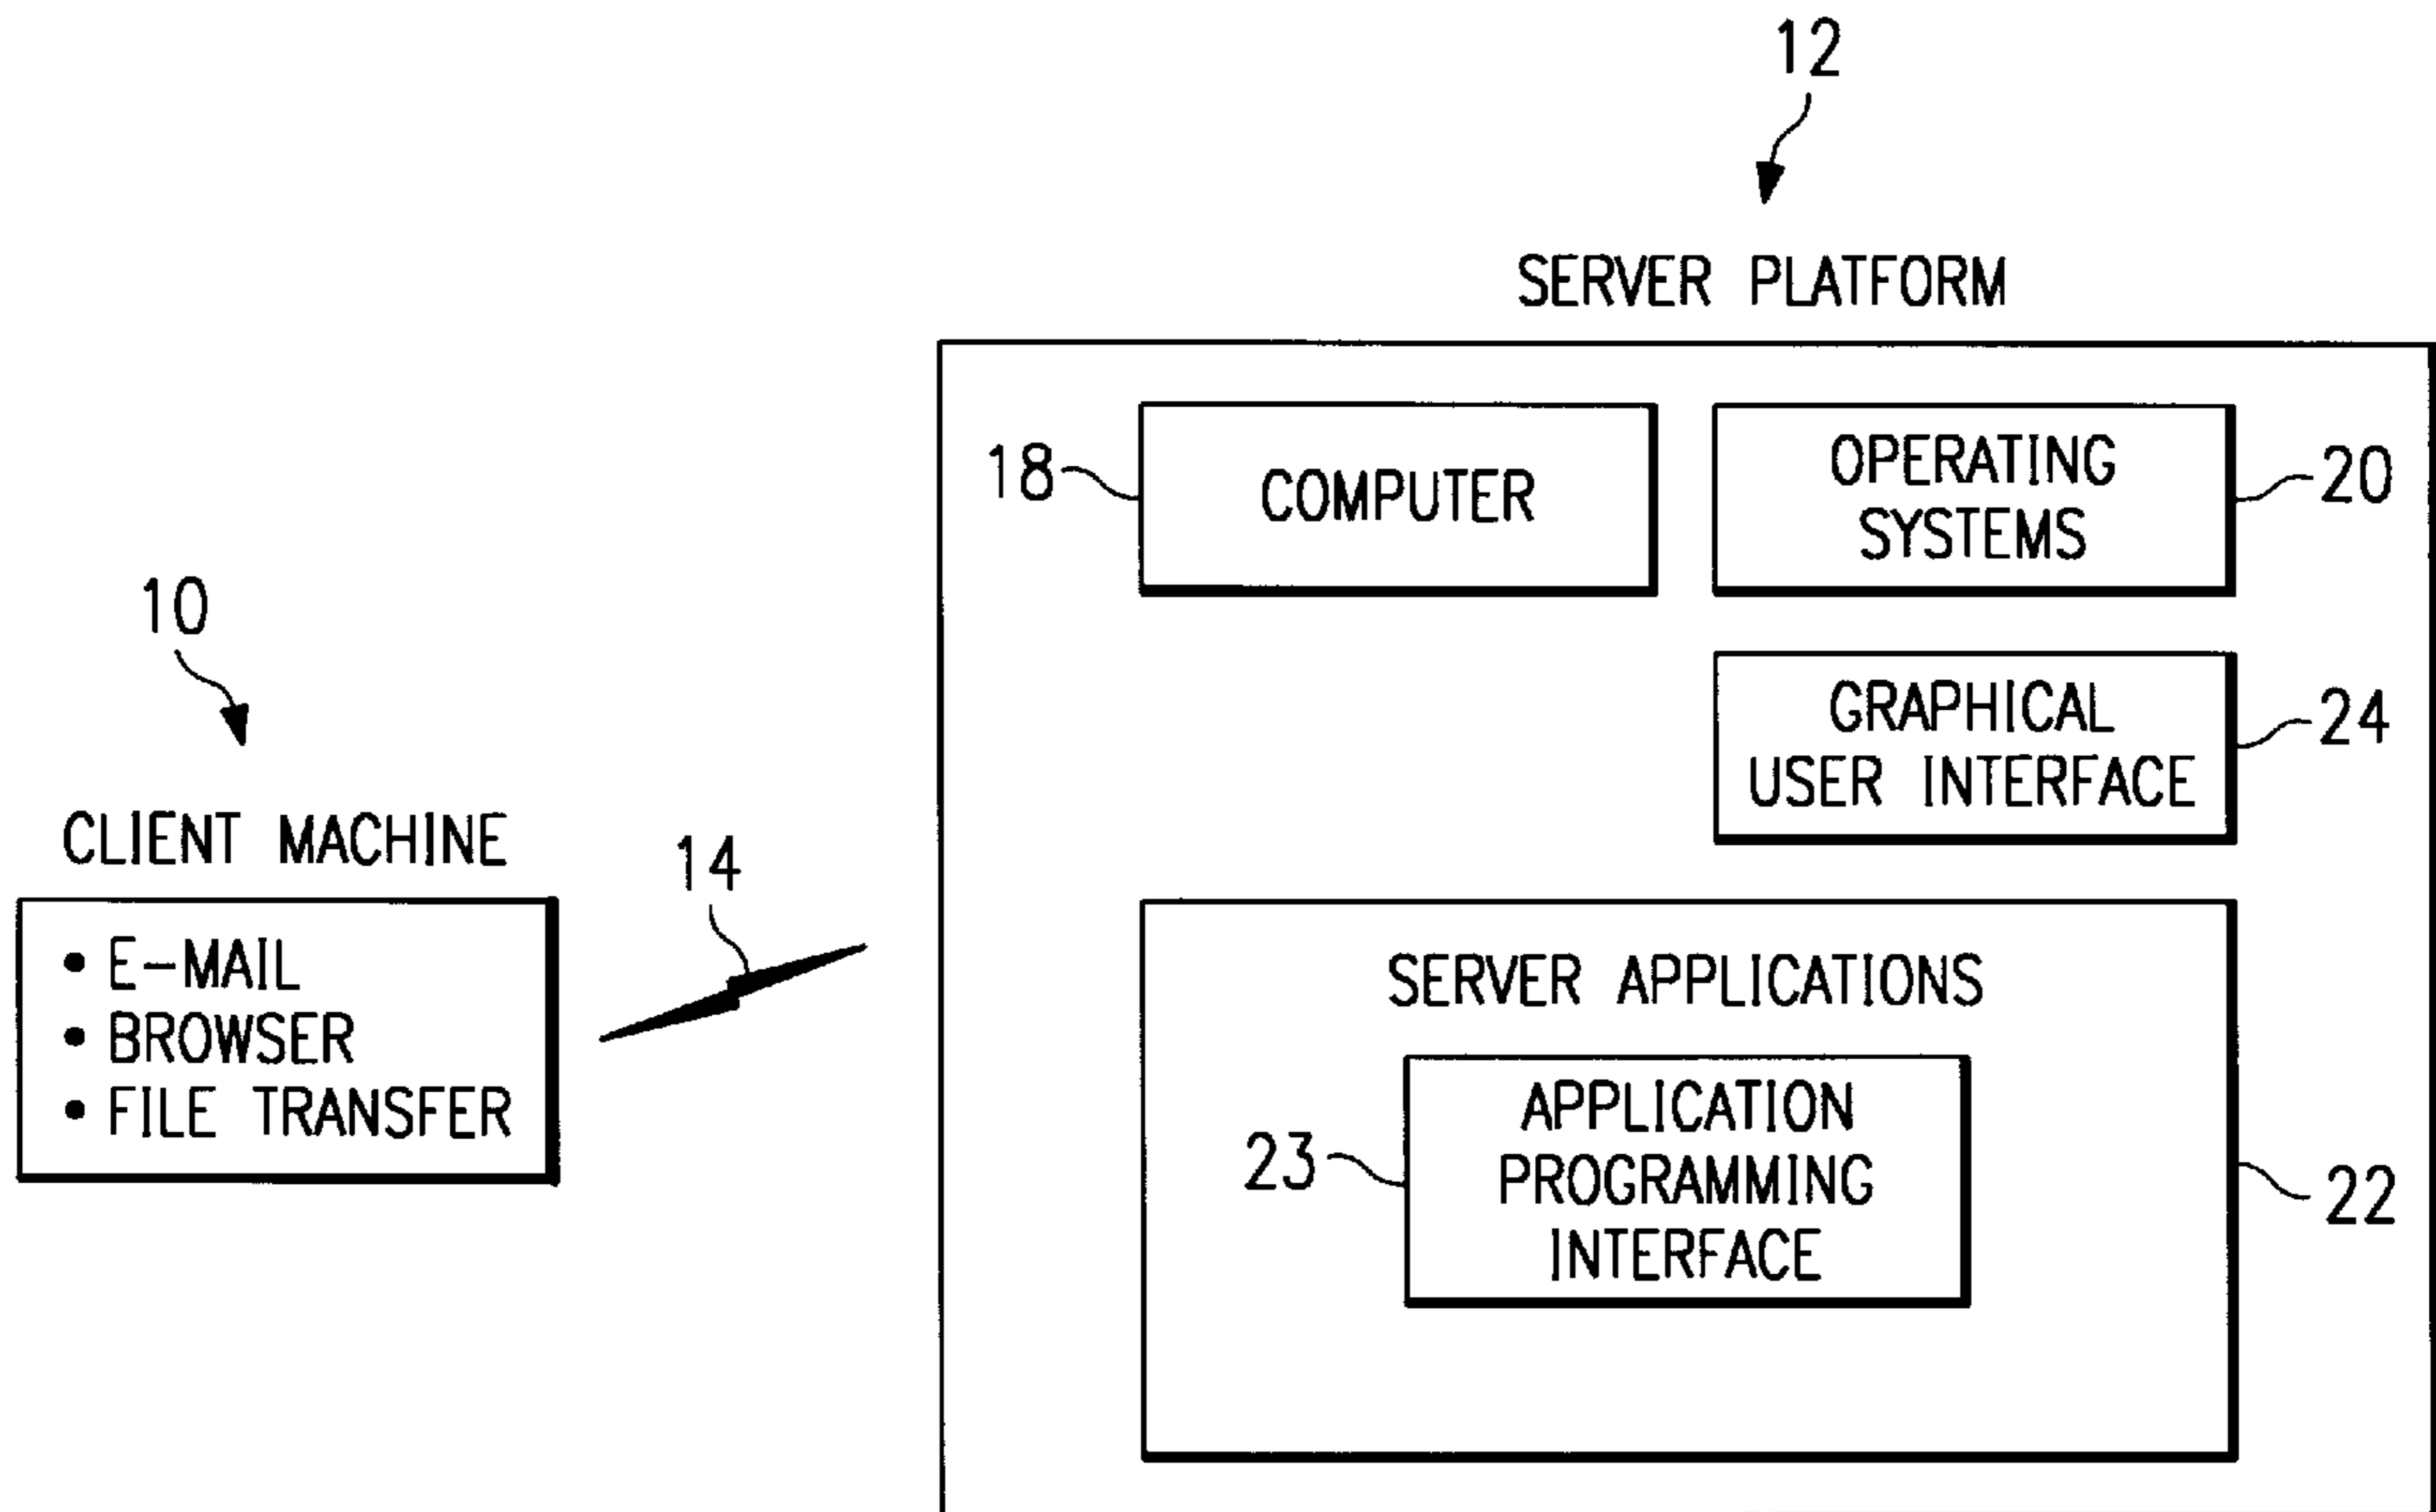 12
SERVER PLATFORM
18
COMPUTER
OPERATING
SYSTEMS
20
10
GRAPHICAL
USER INTERFACE
24
CLIENT MACHINE
• E-MAIL
• BROWSER
• FILE TRANSFER
14
SERVER APPLICATIONS
23
APPLICATION
PROGRAMMING
INTERFACE
22